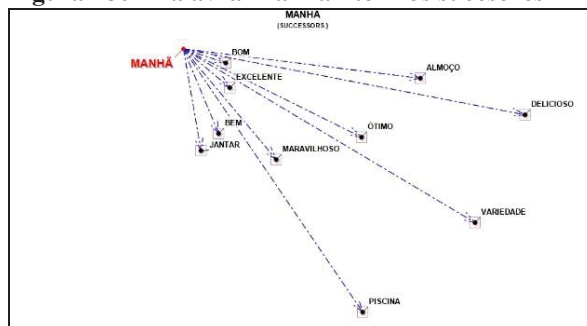 MANHA
(SUCCESSORS)
MANHÃ
BOM
ALMOÇO
EXCELENTE
DELICIOSO
BEM
ÓTIMO
JANTAR
MARAVILHOSO
VARIEDADE
PISCINA